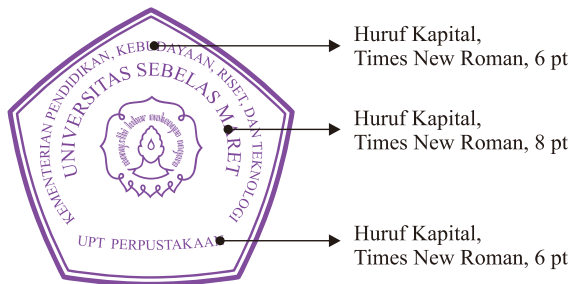 KEMENTERIAN PENDIDIKAN, KEBUDAYAAN, RISET, DAN TEKNOLOGI
UNIVERSITAS SEBELAS MARET
UPT PERPUSTAKAAN
Huruf Kapital,
Times New Roman, 6 pt
Huruf Kapital,
Times New Roman, 8 pt
Huruf Kapital,
Times New Roman, 6 pt